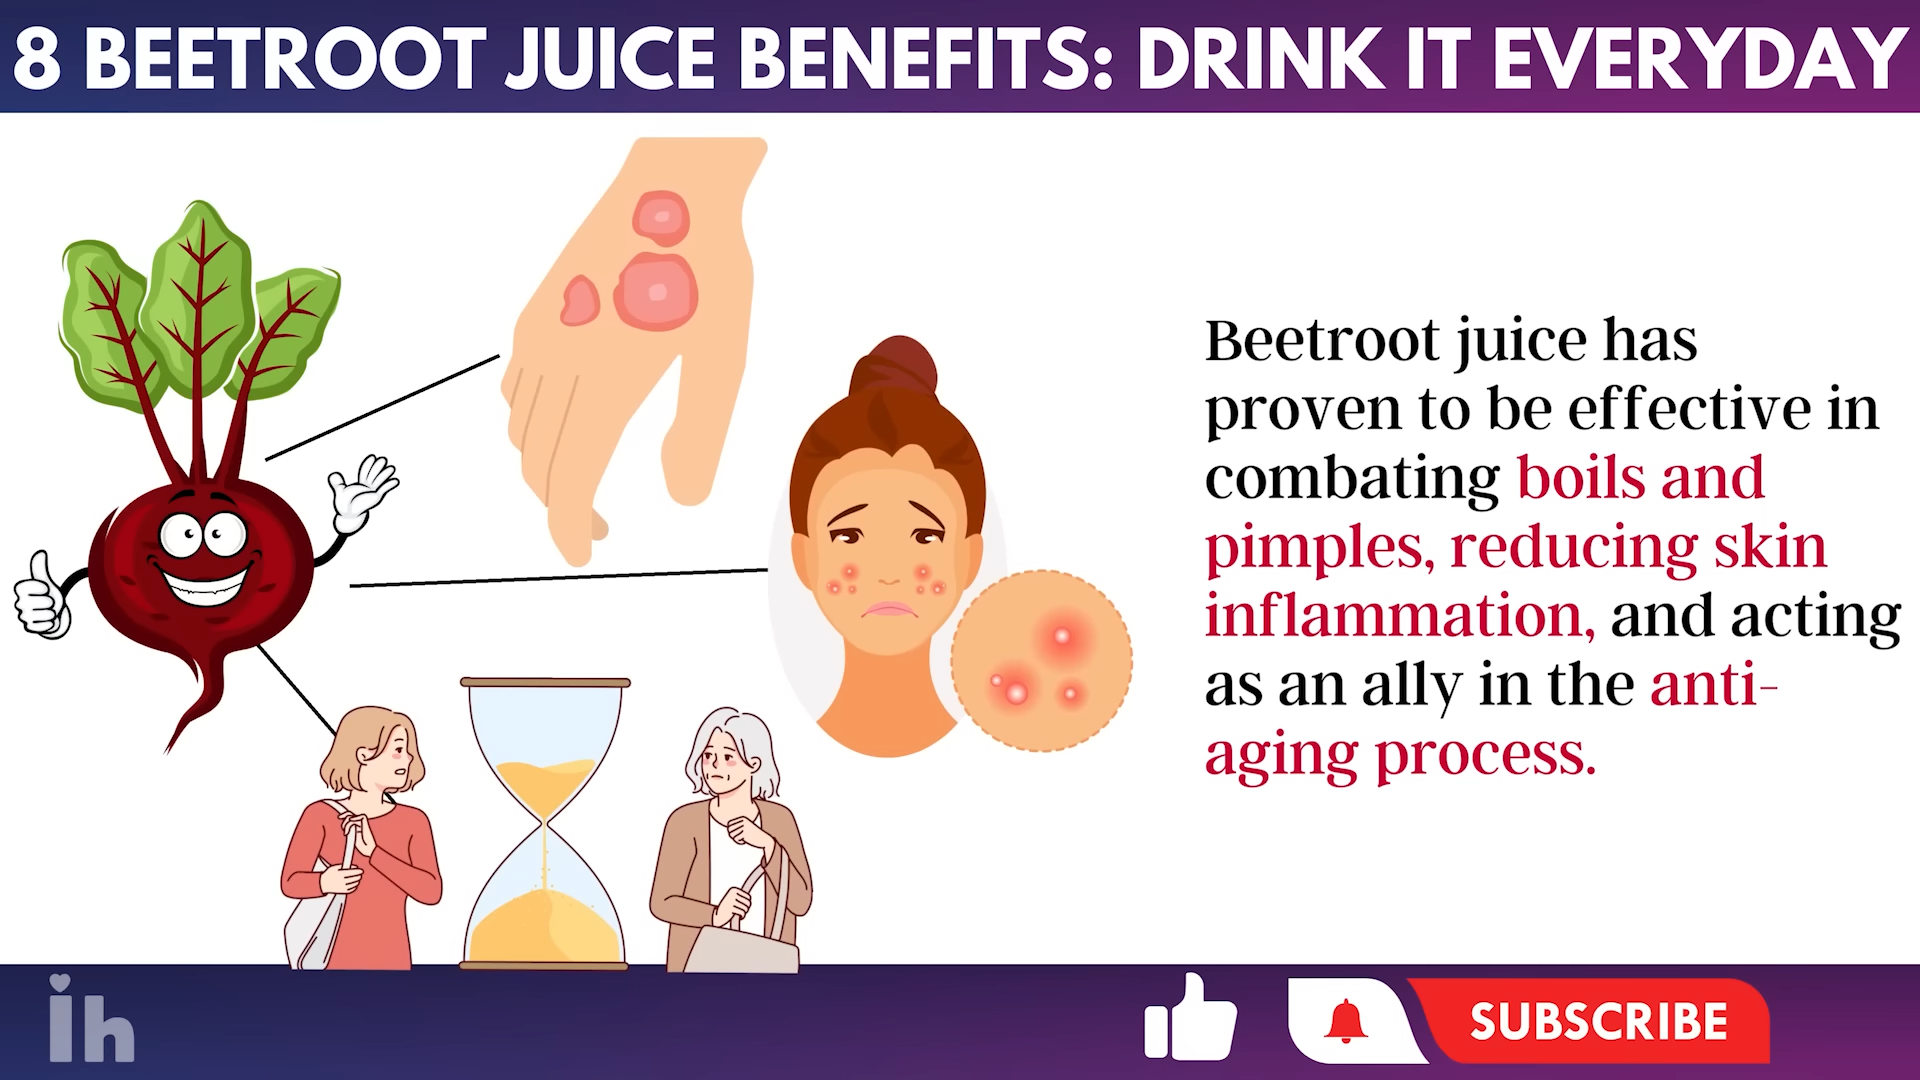 8 BEETROOT JUICE BENEFITS: DRINK IT EVERYDAY
Beetroot juice has
proven to be effective in
combating boils and
pimples, reducing skin
inflammation, and acting
as an ally in the anti-
aging process.
ih
SUBSCRIBE